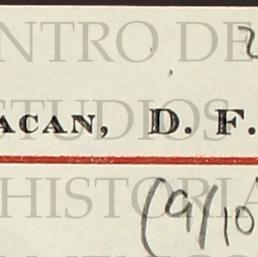 NTRO DE
ACAN, D. F.
STUDIOS
HISTORIA
(9/10